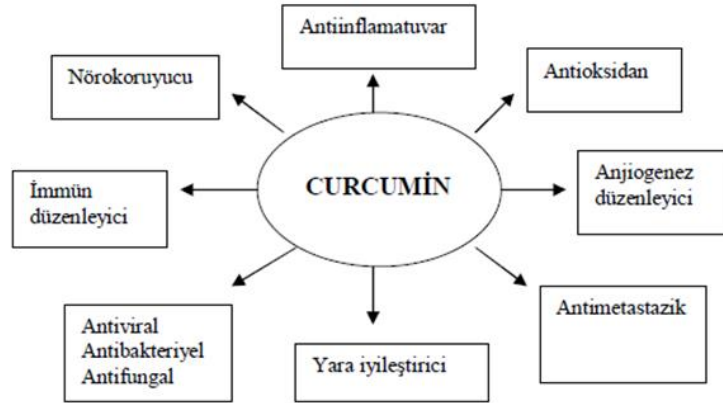 Antiinflamatuvar
Nörokoruyucu
Antioksidan
İmmün
düzenleyici
CURCUMİN
Anjiogenez
düzenleyici
Antiviral
Antibakteriyel
Antifungal
Yara iyileştirici
Antimetastazik